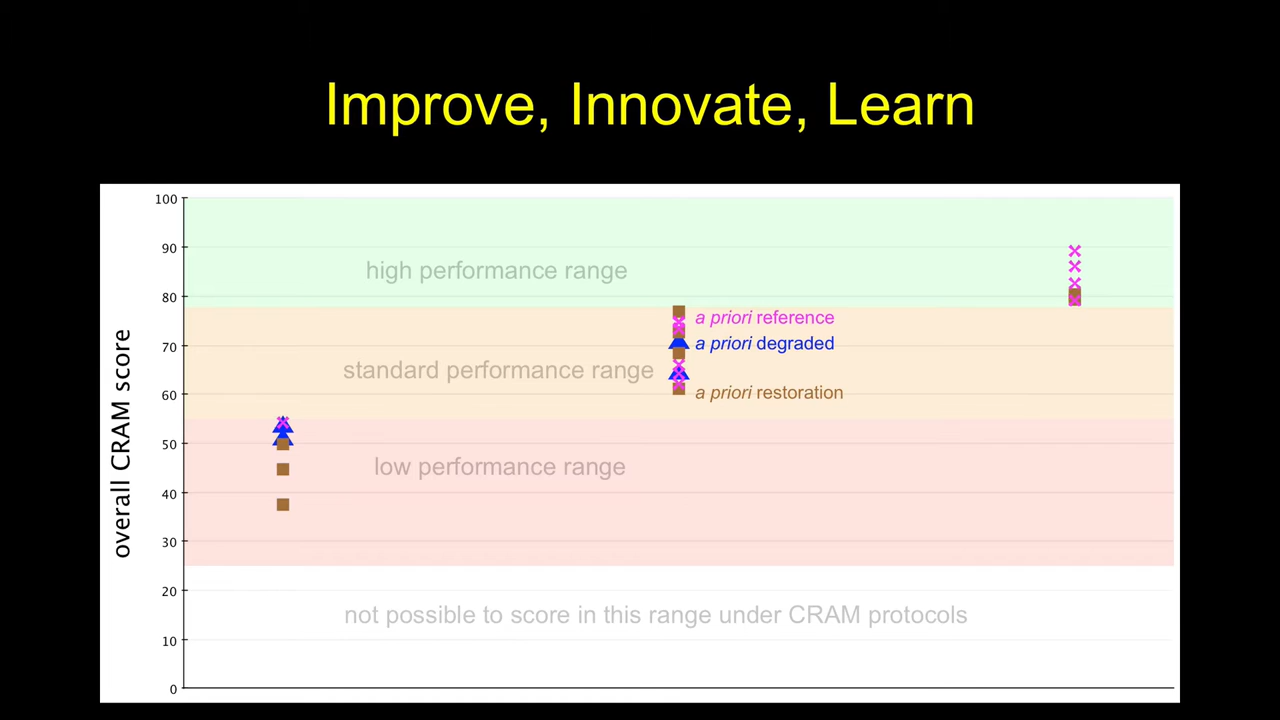 Improve, Innovate, Learn
overall CRAM score
100
90
80
70
60
50
40
30
20
10
0
high performance range
a priori reference
a priori degraded
standard performance range
a priori restoration
low performance range
not possible to score in this range under CRAM protocols